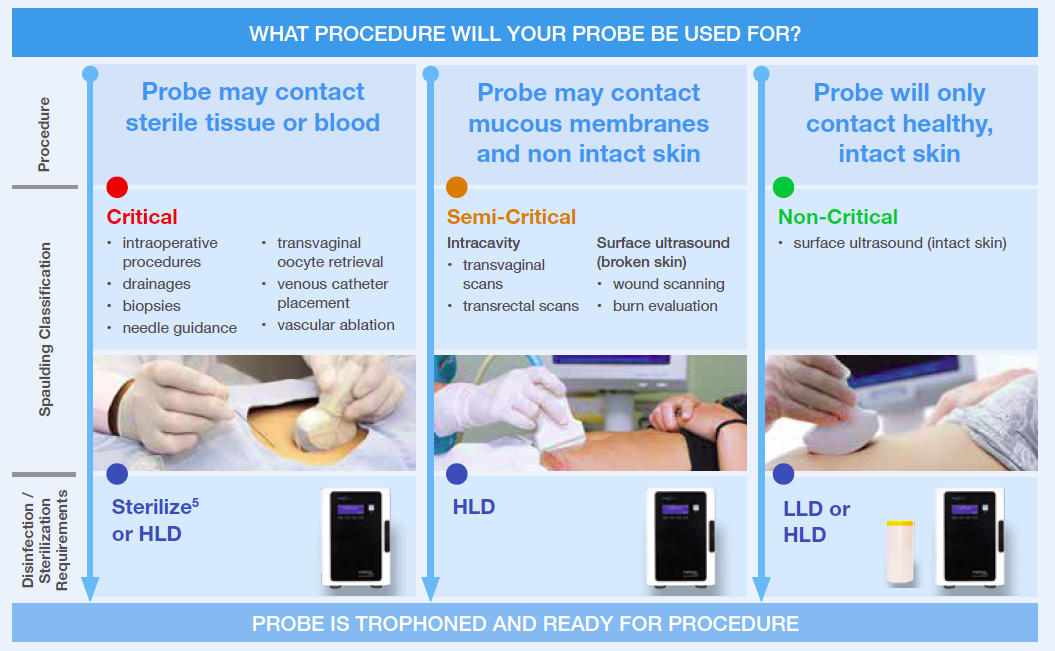 WHAT PROCEDURE WILL YOUR PROBE BE USED FOR?
Procedure
Probe may contact
sterile tissue or blood
Probe may contact
mucous membranes
and non intact skin
Probe will only
contact healthy,
intact skin
Spaulding Classification
Critical
• intraoperative
procedures
• drainages
• biopsies
• needle guidance
• transvaginal
oocyte retrieval
• venous catheter
placement
• vascular ablation
Semi-Critical
Intracavity
• transvaginal
scans
• transrectal scans
Surface ultrasound
(broken skin)
• wound scanning
• burn evaluation
Non-Critical
• surface ultrasound (intact skin)
Disinfection /
Sterilization
Requirements
Sterilize⁵
or HLD
HLD
LLD or
HLD
PROBE IS TROPHONED AND READY FOR PROCEDURE